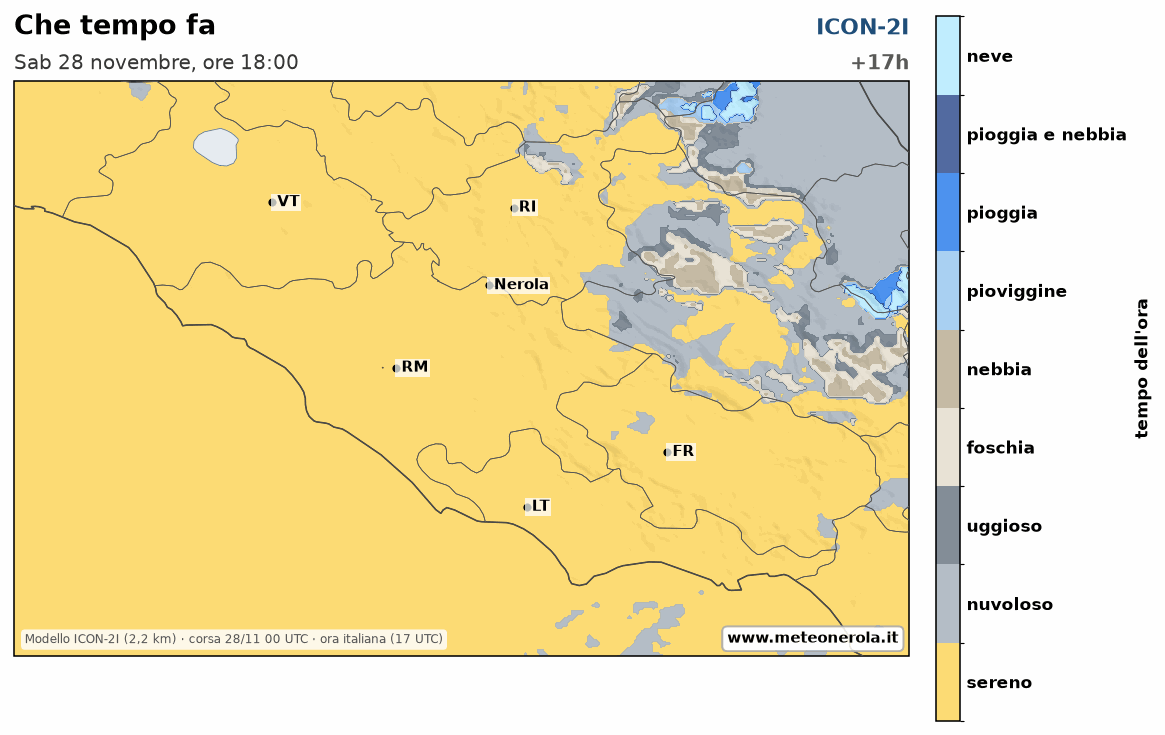 Che tempo fa
ICON-2I
Sab 28 novembre, ore 18:00
+17h
VT
RI
Nerola
RM
FR
LT
Modello ICON-2I (2,2 km) · corsa 28/11 00 UTC · ora italiana (17 UTC)
www.meteonerola.it
neve
pioggia e nebbia
pioggia
pioviggine
nebbia
foschia
uggioso
nuvoloso
sereno
tempo dell'ora